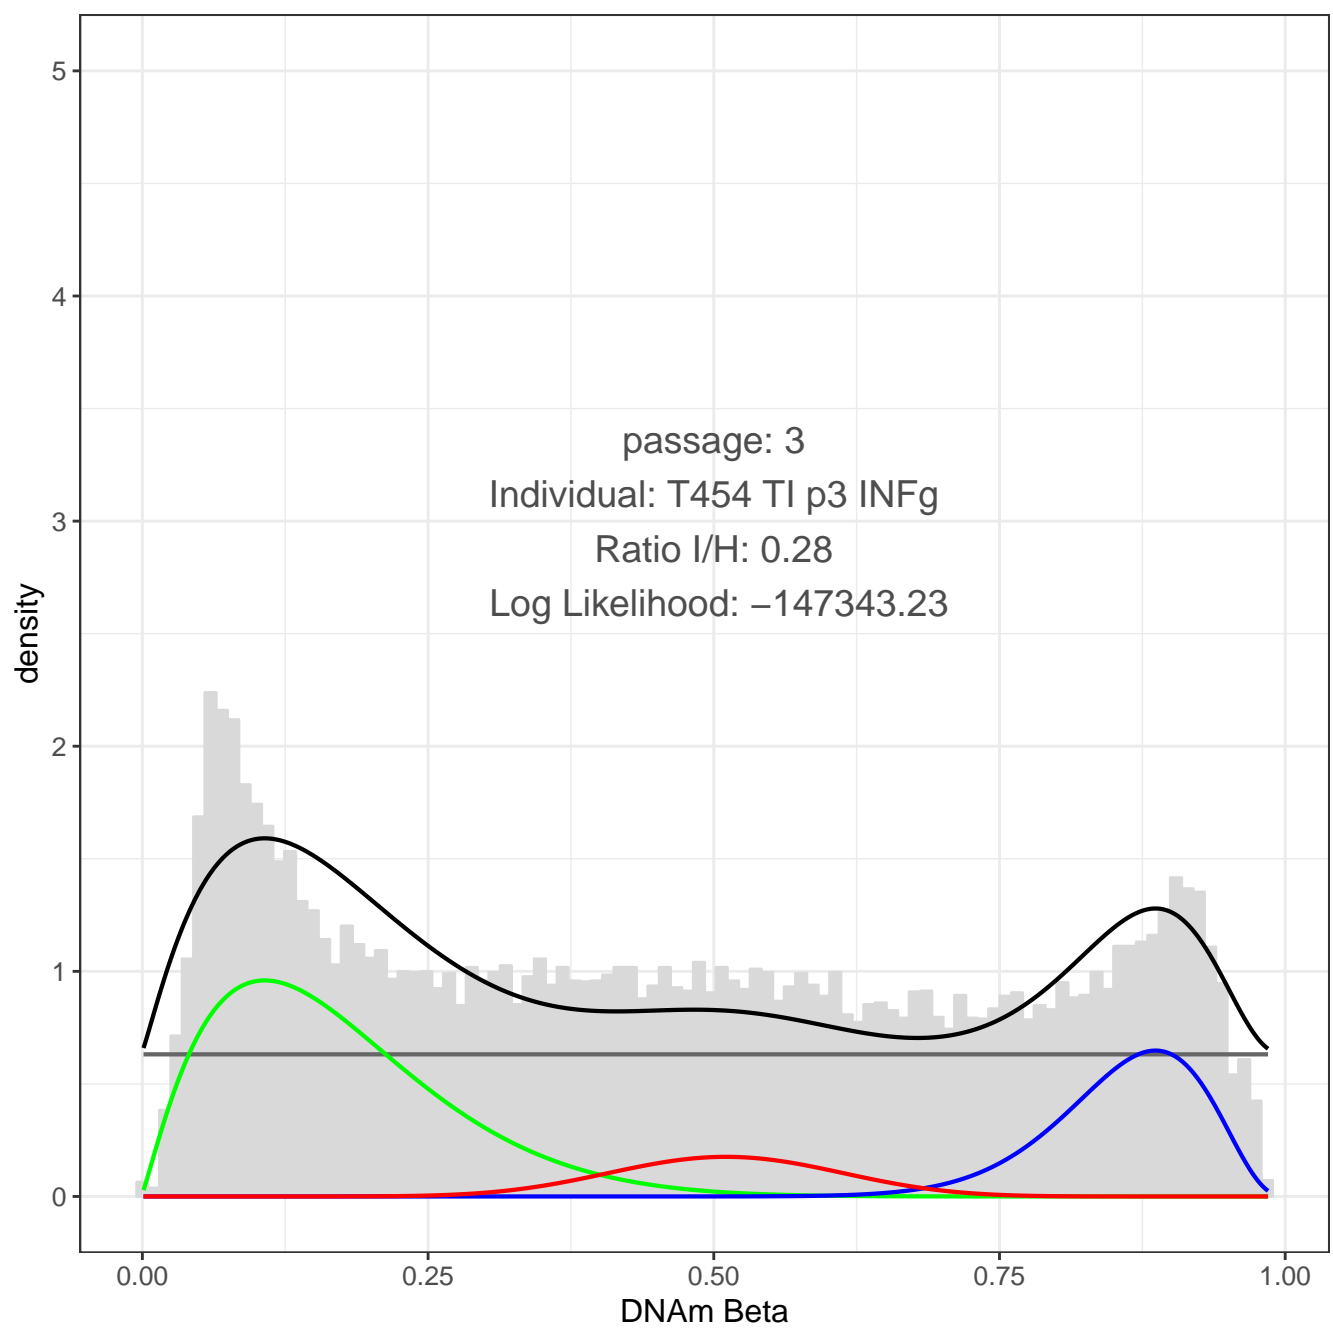 5
4
3
2
1
0
density
passage: 3
Individual: T454 TI p3 INFg
Ratio I/H: 0.28
Log Likelihood: −147343.23
0.00 0.25 0.50 0.75 1.00
DNAm Beta